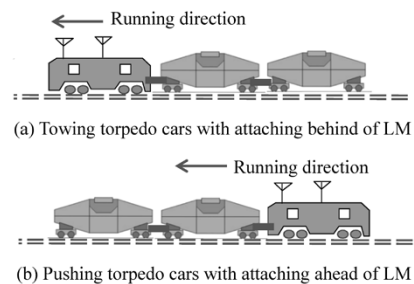 Running direction
(a) Towing torpedo cars with attaching behind of LM
Running direction
(b) Pushing torpedo cars with attaching ahead of LM